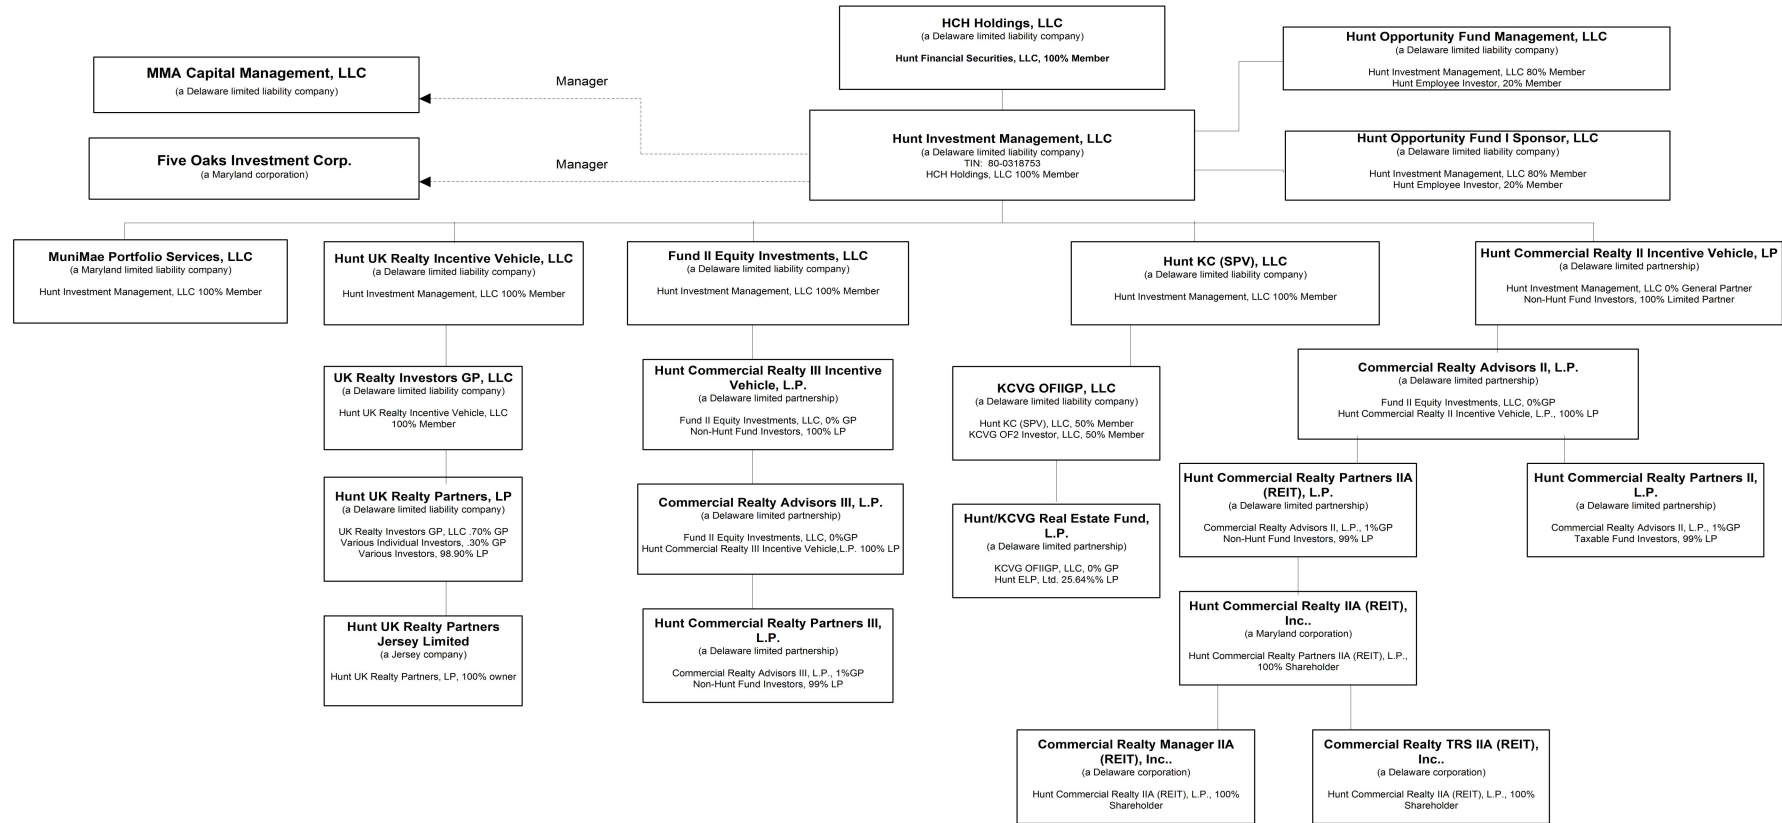 HCH Holdings, LLC
(a Delaware limited liability company)
Hunt Financial Securities, LLC, 100% Member
Hunt Opportunity Fund Management, LLC
(a Delaware limited liability company)
Hunt Investment Management, LLC 80% Member
Hunt Employee Investor, 20% Member
MMA Capital Management, LLC
(a Delaware limited liability company)
Manager
Hunt Investment Management, LLC
(a Delaware limited liability company)
TIN: 80-0318753
HCH Holdings, LLC 100% Member
Hunt Opportunity Fund I Sponsor, LLC
(a Delaware limited liability company)
Hunt Investment Management, LLC 80% Member
Hunt Employee Investor, 20% Member
Five Oaks Investment Corp.
(a Maryland corporation)
Manager
MuniMae Portfolio Services, LLC
(a Maryland limited liability company)
Hunt Investment Management, LLC 100% Member
Hunt UK Realty Incentive Vehicle, LLC
(a Delaware limited liability company)
Hunt Investment Management, LLC 100% Member
Fund II Equity Investments, LLC
(a Delaware limited liability company)
Hunt Investment Management, LLC 100% Member
Hunt KC (SPV), LLC
(a Delaware limited liability company)
Hunt Investment Management, LLC 100% Member
Hunt Commercial Realty II Incentive Vehicle, LP
(a Delaware limited partnership)
Hunt Investment Management, LLC 0% General Partner
Non-Hunt Fund Investors, 100% Limited Partner
UK Realty Investors GP, LLC
(a Delaware limited liability company)
Hunt UK Realty Incentive Vehicle, LLC
100% Member
Hunt Commercial Realty III Incentive
Vehicle, L.P.
(a Delaware limited partnership)
Fund II Equity Investments, LLC, 0% GP
Non-Hunt Fund Investors, 100% LP
KCVG OFIIGP, LLC
(a Delaware limited liability company)
Hunt KC (SPV), LLC, 50% Member
KCVG OF2 Investor, LLC, 50% Member
Commercial Realty Advisors II, L.P.
(a Delaware limited partnership)
Fund II Equity Investments, LLC, 0%GP
Hunt Commercial Realty II Incentive Vehicle, L.P., 100% LP
Hunt UK Realty Partners, LP
(a Delaware limited liability company)
UK Realty Investors GP, LLC .70% GP
Various Individual Investors, .30% GP
Various Investors, 98.90% LP
Commercial Realty Advisors III, L.P.
(a Delaware limited partnership)
Fund II Equity Investments, LLC, 0%GP
Hunt Commercial Realty III Incentive Vehicle,L.P. 100% LP
Hunt/KCVG Real Estate Fund,
L.P.
(a Delaware limited partnership)
KCVG OFIIGP, LLC, 0% GP
Hunt ELP, Ltd. 25.64%% LP
Hunt Commercial Realty Partners IIA
(REIT), L.P.
(a Delaware limited partnership)
Commercial Realty Advisors II, L.P., 1%GP
Non-Hunt Fund Investors, 99% LP
Hunt Commercial Realty Partners II,
L.P.
(a Delaware limited partnership)
Commercial Realty Advisors II, L.P., 1%GP
Taxable Fund Investors, 99% LP
Hunt UK Realty Partners
Jersey Limited
(a Jersey company)
Hunt UK Realty Partners, LP, 100% owner
Hunt Commercial Realty Partners III,
L.P.
(a Delaware limited partnership)
Commercial Realty Advisors III, L.P., 1%GP
Non-Hunt Fund Investors, 99% LP
Hunt Commercial Realty IIA (REIT),
Inc..
(a Maryland corporation)
Hunt Commercial Realty Partners IIA (REIT), L.P.,
100% Shareholder
Commercial Realty Manager IIA
(REIT), Inc..
(a Delaware corporation)
Hunt Commercial Realty IIA (REIT), L.P., 100%
Shareholder
Commercial Realty TRS IIA (REIT),
Inc..
(a Delaware corporation)
Hunt Commercial Realty IIA (REIT), L.P., 100%
Shareholder